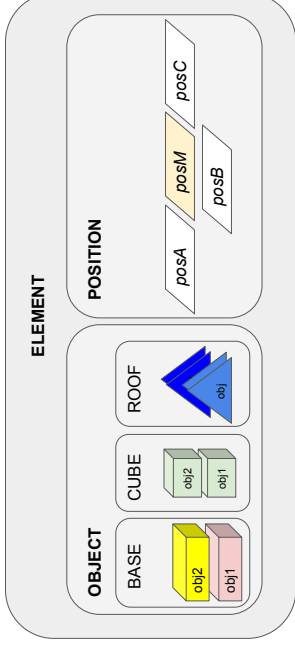 ELEMENT
OBJECT
BASE
obj2
obj1
CUBE
obj2
obj1
ROOF
obj
POSITION
posA
posM
posC
posB